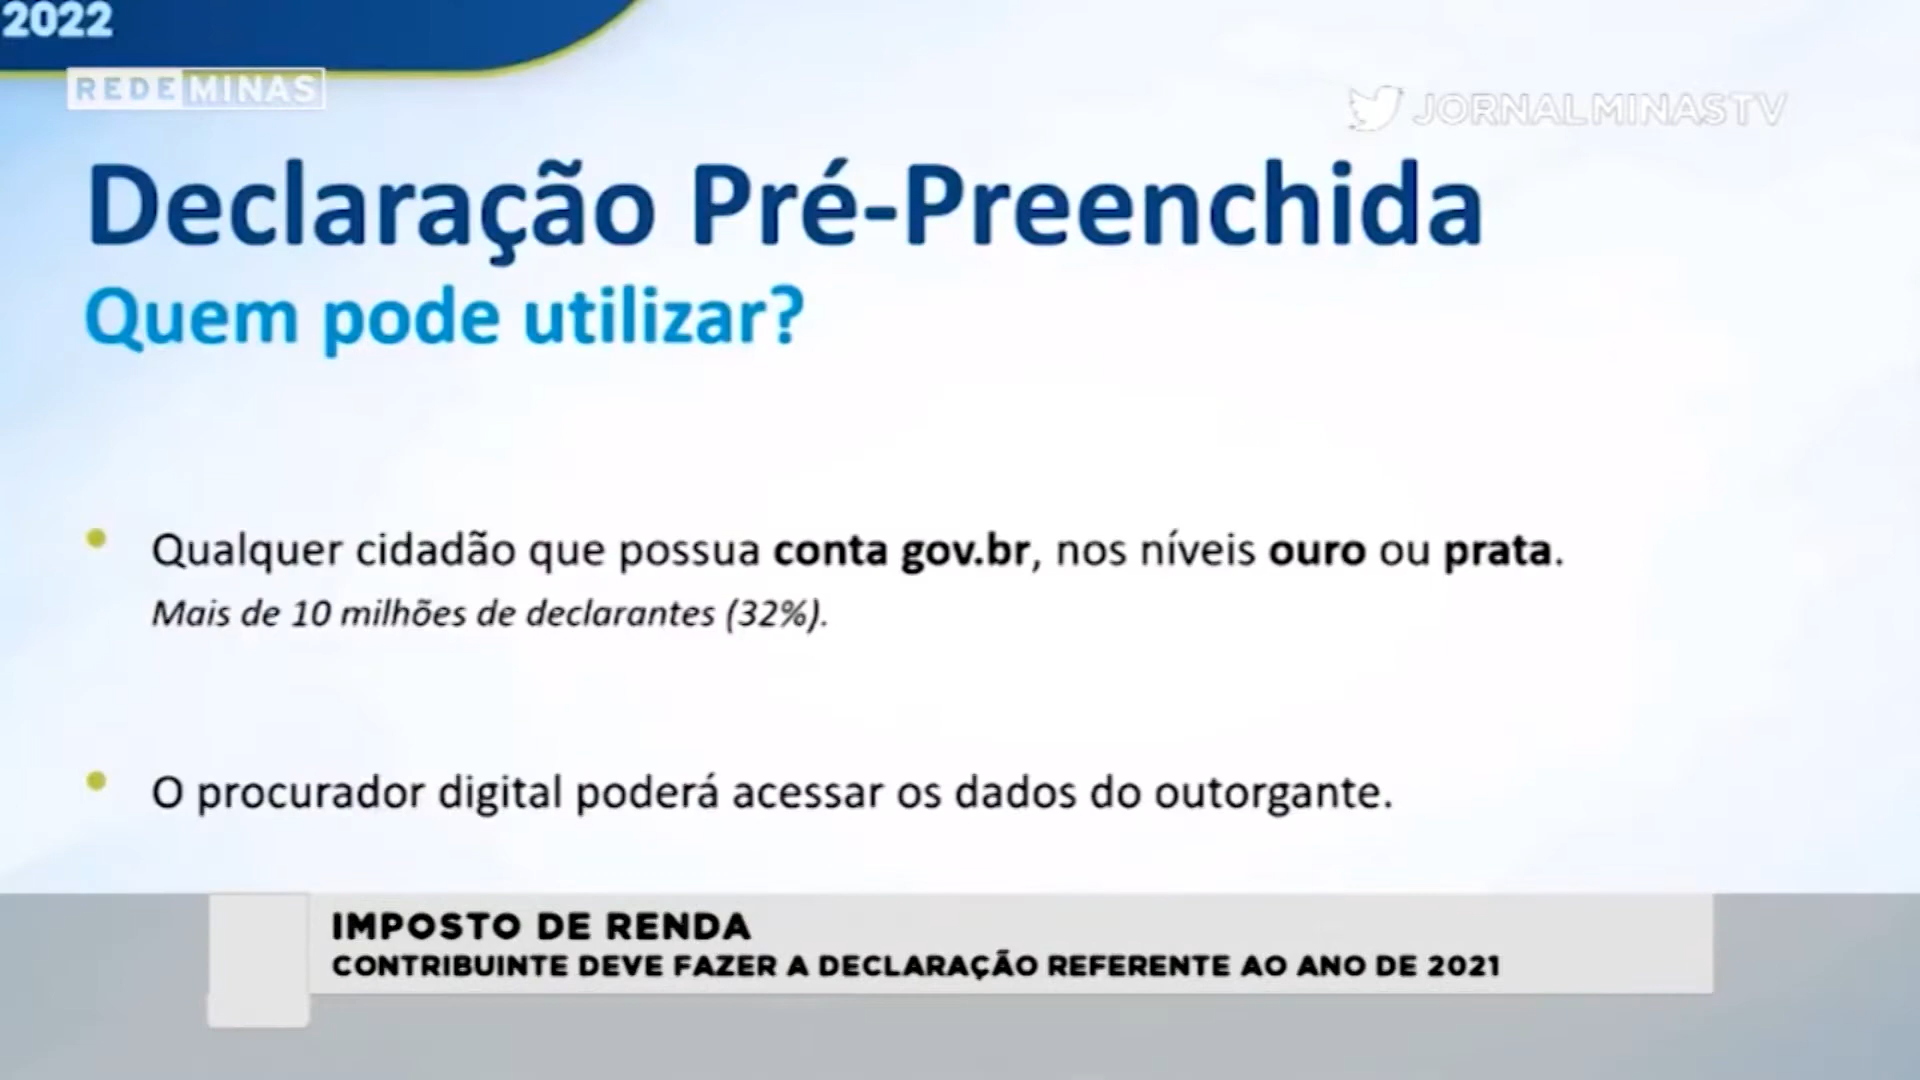 2022
REDE MINAS
JORNALMINASTV
Declaração Pré-Preenchida
Quem pode utilizar?
Qualquer cidadão que possua conta gov.br, nos níveis ouro ou prata.
Mais de 10 milhões de declarantes (32%).
O procurador digital poderá acessar os dados do outorgante.
IMPOSTO DE RENDA
CONTRIBUINTE DEVE FAZER A DECLARAÇÃO REFERENTE AO ANO DE 2021